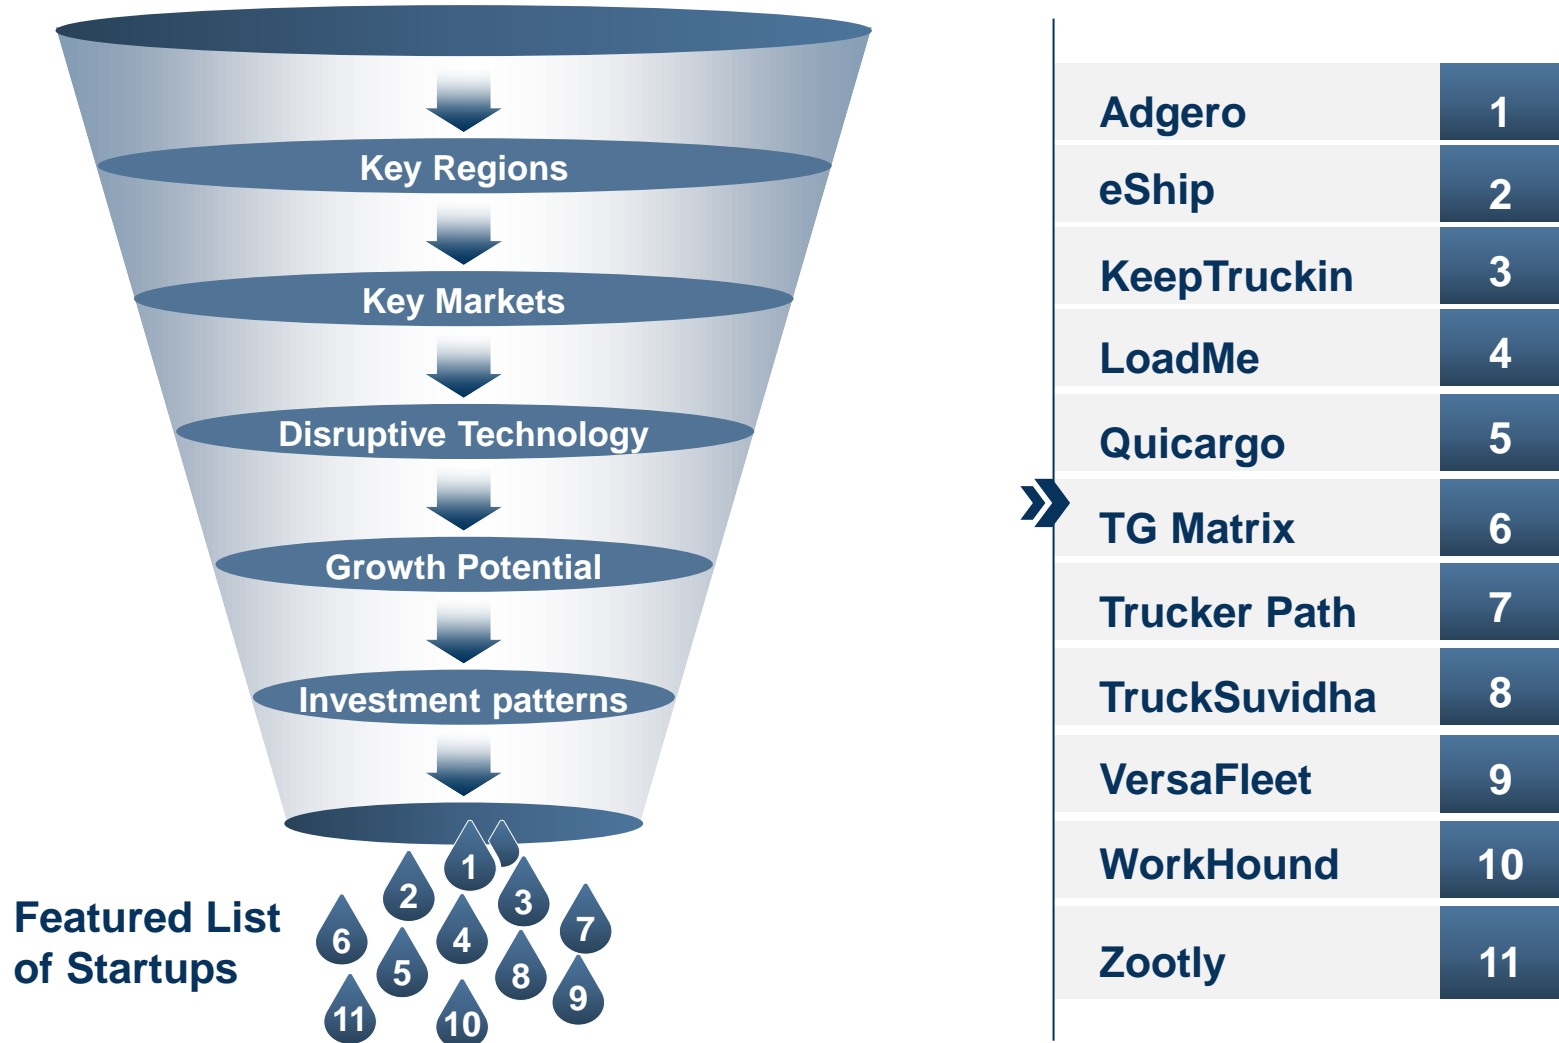 Key Regions
Key Markets
Disruptive Technology
Growth Potential
Investment patterns
Featured List
of Startups
1
2
3
6
4
7
5
8
9
11
10
Adgero 1
eShip 2
KeepTruckin 3
LoadMe 4
Quicargo 5
TG Matrix 6
Trucker Path 7
TruckSuvidha 8
VersaFleet 9
WorkHound 10
Zootly 11